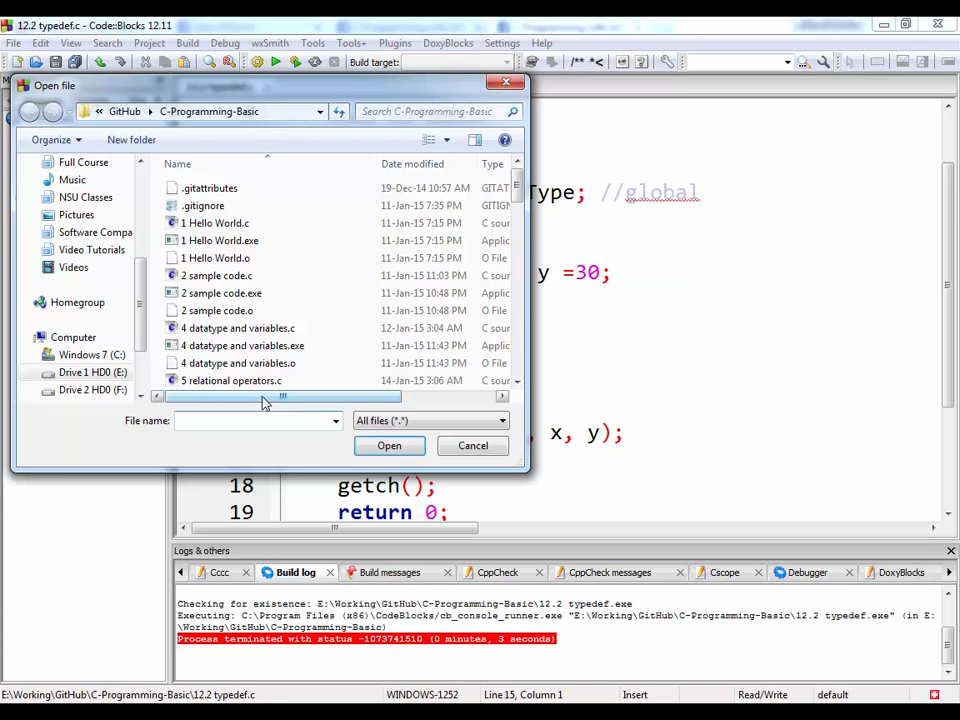 12.2 typedef.c - Code::Blocks 12.11
File Edit View Search Project Build Debug wxSmith Tools Tools+ Plugins DoxyBlocks Settings Help
Build target:
/** *<
Open file
« GitHub C-Programming-Basic Search C-Programming-Basic
Organize New folder
Name Date modified Type
Full Course
Music
NSU Classes
Pictures
Software Compa
Video Tutorials
Videos
Homegroup
Computer
Windows 7 (C:)
Drive 1 HD0 (E:)
Drive 2 HD0 (F:)
.gitattributes 19-Dec-14 10:57 AM GITAT
.gitignore 11-Jan-15 7:35 PM GITIGN
1 Hello World.c 11-Jan-15 7:15 PM C sour
1 Hello World.exe 11-Jan-15 7:15 PM Applic
1 Hello World.o 11-Jan-15 7:15 PM O File
2 sample code.c 11-Jan-15 11:03 PM C sour
2 sample code.exe 11-Jan-15 10:48 PM Applic
2 sample code.o 11-Jan-15 10:48 PM O File
4 datatype and variables.c 12-Jan-15 3:04 AM C sour
4 datatype and variables.exe 11-Jan-15 11:43 PM Applic
4 datatype and variables.o 11-Jan-15 11:43 PM O File
5 relational operators.c 14-Jan-15 3:06 AM C sour
File name: All files (*.*)
Open Cancel
Type; //global
y =30;
, x, y);
18 getch();
19 return 0;
Logs & others
Cccc Build log Build messages CppCheck CppCheck messages Cscope Debugger DoxyBlocks
Checking for existence: E:\Working\GitHub\C-Programming-Basic\12.2 typedef.exe
Executing: C:\Program Files (x86)\CodeBlocks/cb_console_runner.exe "E:\Working\GitHub\C-Programming-Basic\12.2 typedef.exe" (in E:
\Working\GitHub\C-Programming-Basic)
Process terminated with status -1073741510 (0 minutes, 3 seconds)
E:\Working\GitHub\C-Programming-Basic\12.2 typedef.c WINDOWS-1252 Line 15, Column 1 Insert Read/Write default